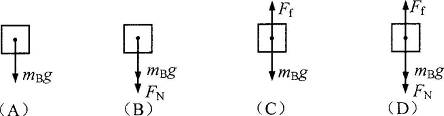 F_f F_f
m_Bg m_Bg m_Bg m_Bg
F_N F_N
(A) (B) (C) (D)